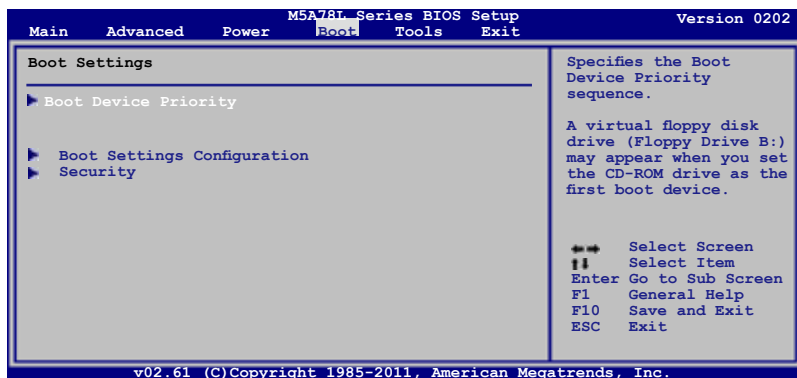 M5A78L Series BIOS Setup Version 0202
Main Advanced Power Boot Tools Exit
Boot Settings
Boot Device Priority
Boot Settings Configuration
Security
Specifies the Boot
Device Priority
sequence.
A virtual floppy disk
drive (Floppy Drive B:)
may appear when you set
the CD-ROM drive as the
first boot device.
Select Screen
Select Item
Enter Go to Sub Screen
F1 General Help
F10 Save and Exit
ESC Exit
v02.61 (C)Copyright 1985-2011, American Megatrends, Inc.